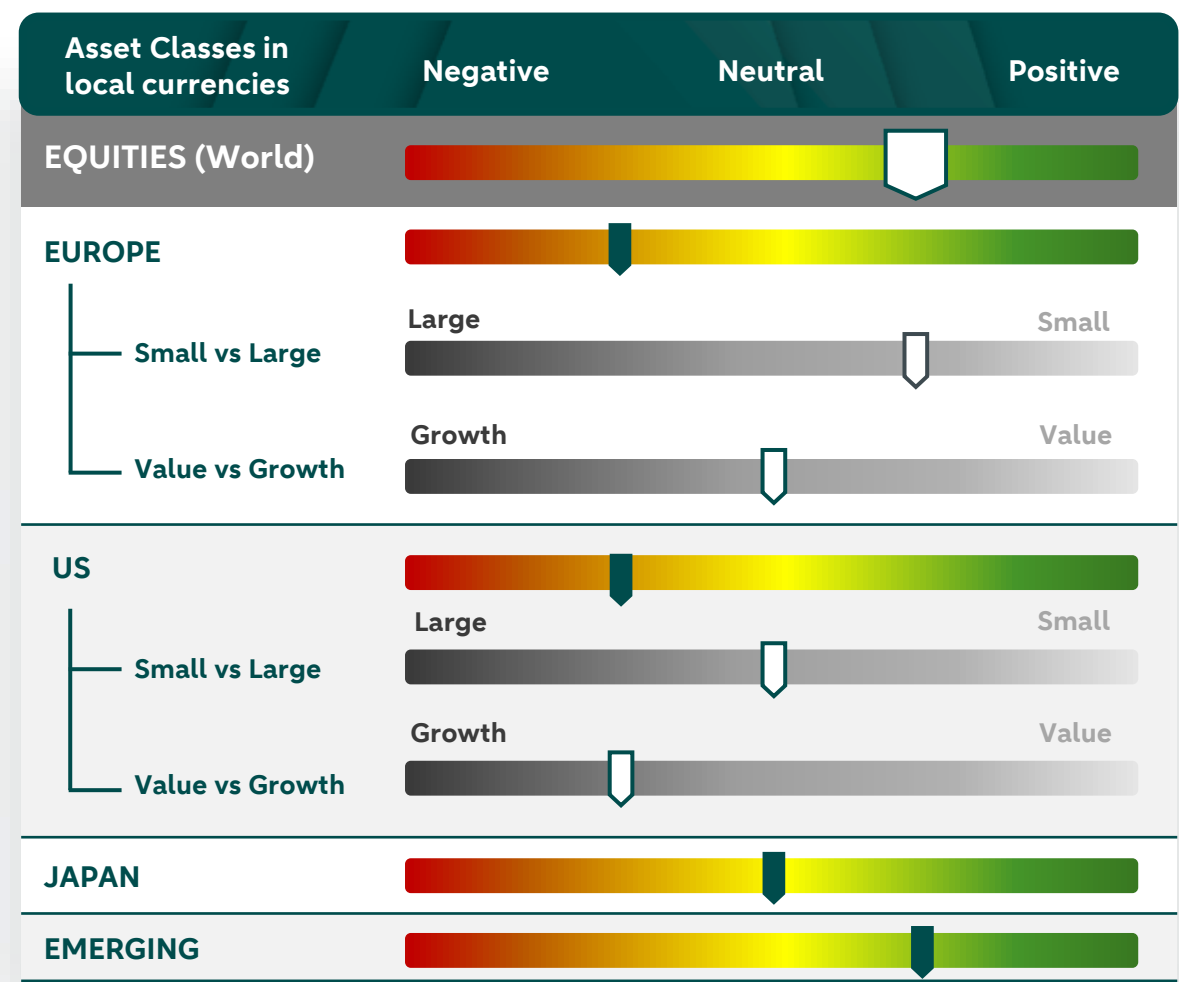 Asset Classes in
local currencies
Negative
Neutral
Positive
EQUITIES (World)
EUROPE
Large
Small
Small vs Large
Growth
Value
Value vs Growth
US
Large
Small
Small vs Large
Growth
Value
Value vs Growth
JAPAN
EMERGING